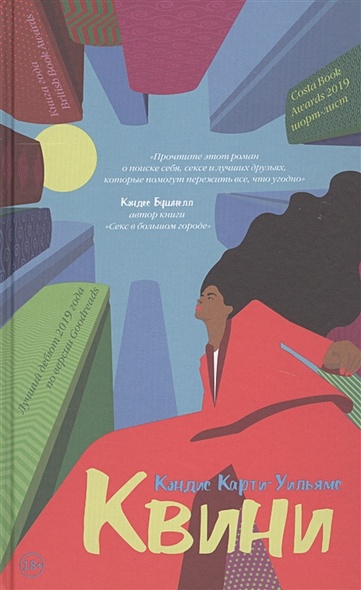 Книга года
British Book Awards
Costa Book
Awards 2019
шорт-лист
«Прочтите этот роман
о поиске себя, сексе и лучших друзьях,
которые помогут пережить все, что угодно»
Кэндес Бушнелл
автор книги
«Секс в большом городе»
Лучший дебют 2019 года
по версии Goodreads
Кэндис Карти-Уильямс
Квини
18+